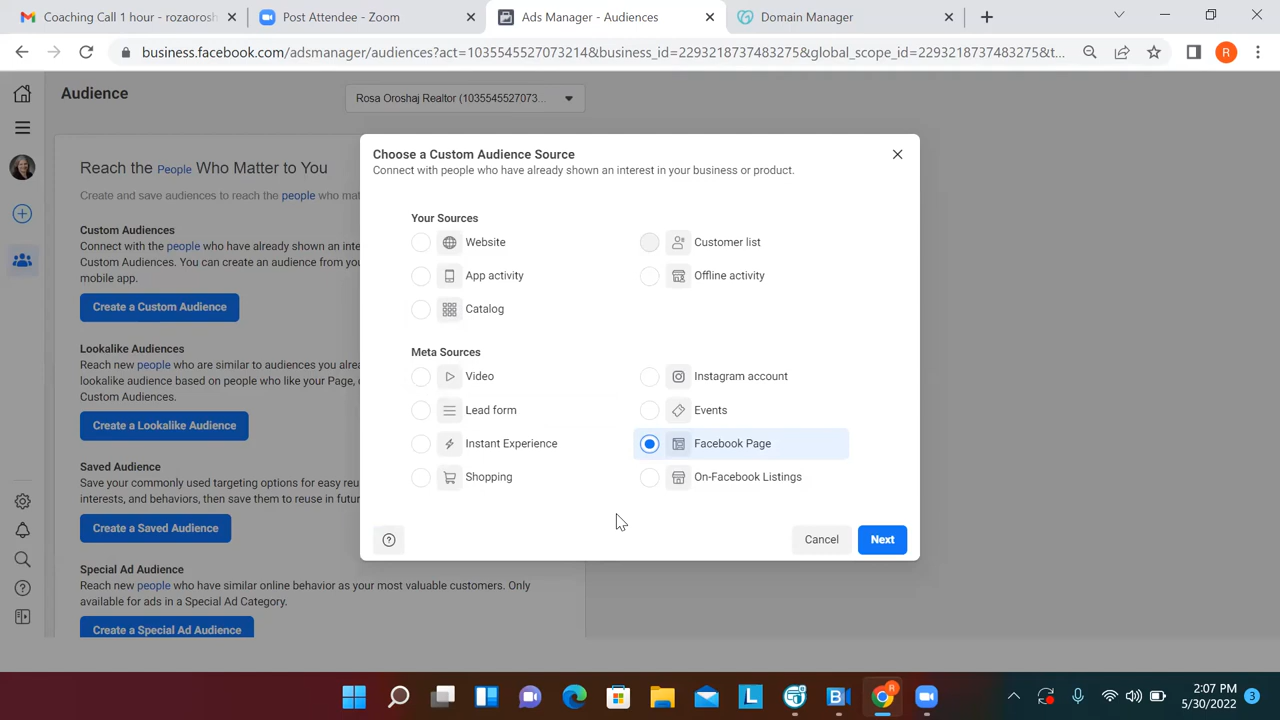 Coaching Call 1 hour - rozaorosh
Post Attendee - Zoom
Ads Manager - Audiences
Domain Manager
business.facebook.com/adsmanager/audiences?act=1035545527073214&business_id=2293218737483275&global_scope_id=2293218737483275&t...
R
Audience
Rosa Oroshaj Realtor (1035545527073...
Reach the People Who Matter to You
Create and save audiences to reach the people who mat
Custom Audiences
Connect with the people who have already shown an inte
Custom Audiences. You can create an audience from you
mobile app.
Create a Custom Audience
Lookalike Audiences
Reach new people who are similar to audiences you alea
lookalike audience based on people who like your Page, c
Custom Audiences.
Create a Lookalike Audience
Saved Audience
Save your commonly used targeting options for easy reu
interests, and behaviors, then save them to reuse in futur
Create a Saved Audience
Special Ad Audience
Reach new people who have similar online behavior as your most valuable customers. Only
available for ads in a Special Ad Category.
Create a Special Ad Audience
Choose a Custom Audience Source
Connect with people who have already shown an interest in your business or product.
Your Sources
Website
Customer list
App activity
Offline activity
Catalog
Meta Sources
Video
Instagram account
Lead form
Events
Instant Experience
Facebook Page
Shopping
On-Facebook Listings
Cancel
Next
2:07 PM
5/30/2022
3